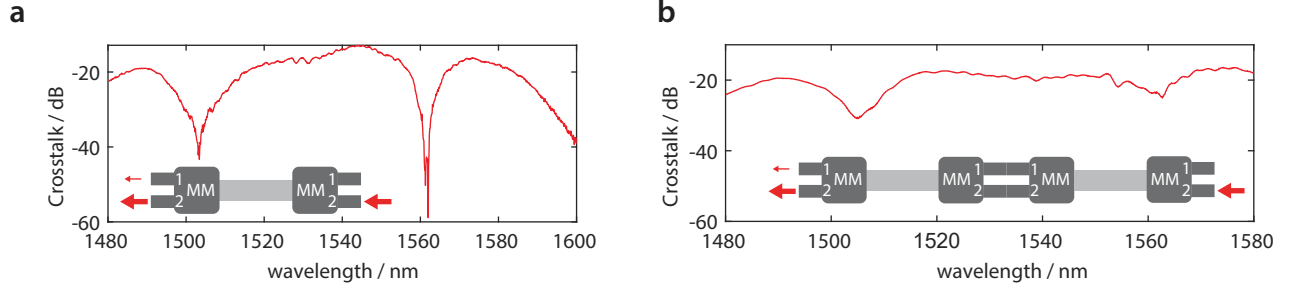 a
Crosstalk / dB
-20
-40
-60
1 MM 2
MM 1 2
1480 1500 1520 1540 1560 1580 1600
wavelength / nm
b
Crosstalk / dB
-20
-40
-60
1 MM 2
MM 1 2
1 MM 2
MM 1 2
1480 1500 1520 1540 1560 1580
wavelength / nm